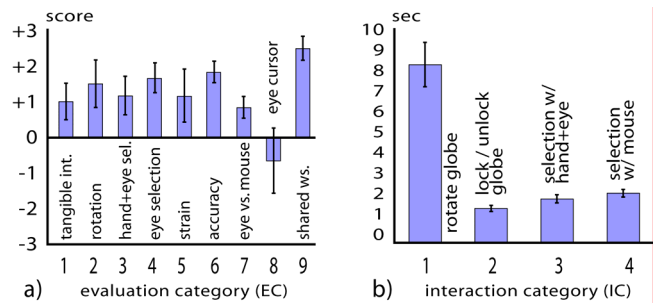 score
+3
+2
+1
0
-1
-2
-3
tangible int.
rotation
hand+eye sel.
eye selection
strain
accuracy
eye vs. mouse
eye cursor
shared ws.
1 2 3 4 5 6 7 8 9
a) evaluation category (EC)
sec
10
9
8
7
6
5
4
3
2
1
0
rotate globe
lock / unlock
globe
selection w/
hand+eye
selection
w/ mouse
1 2 3 4
b) interaction category (IC)